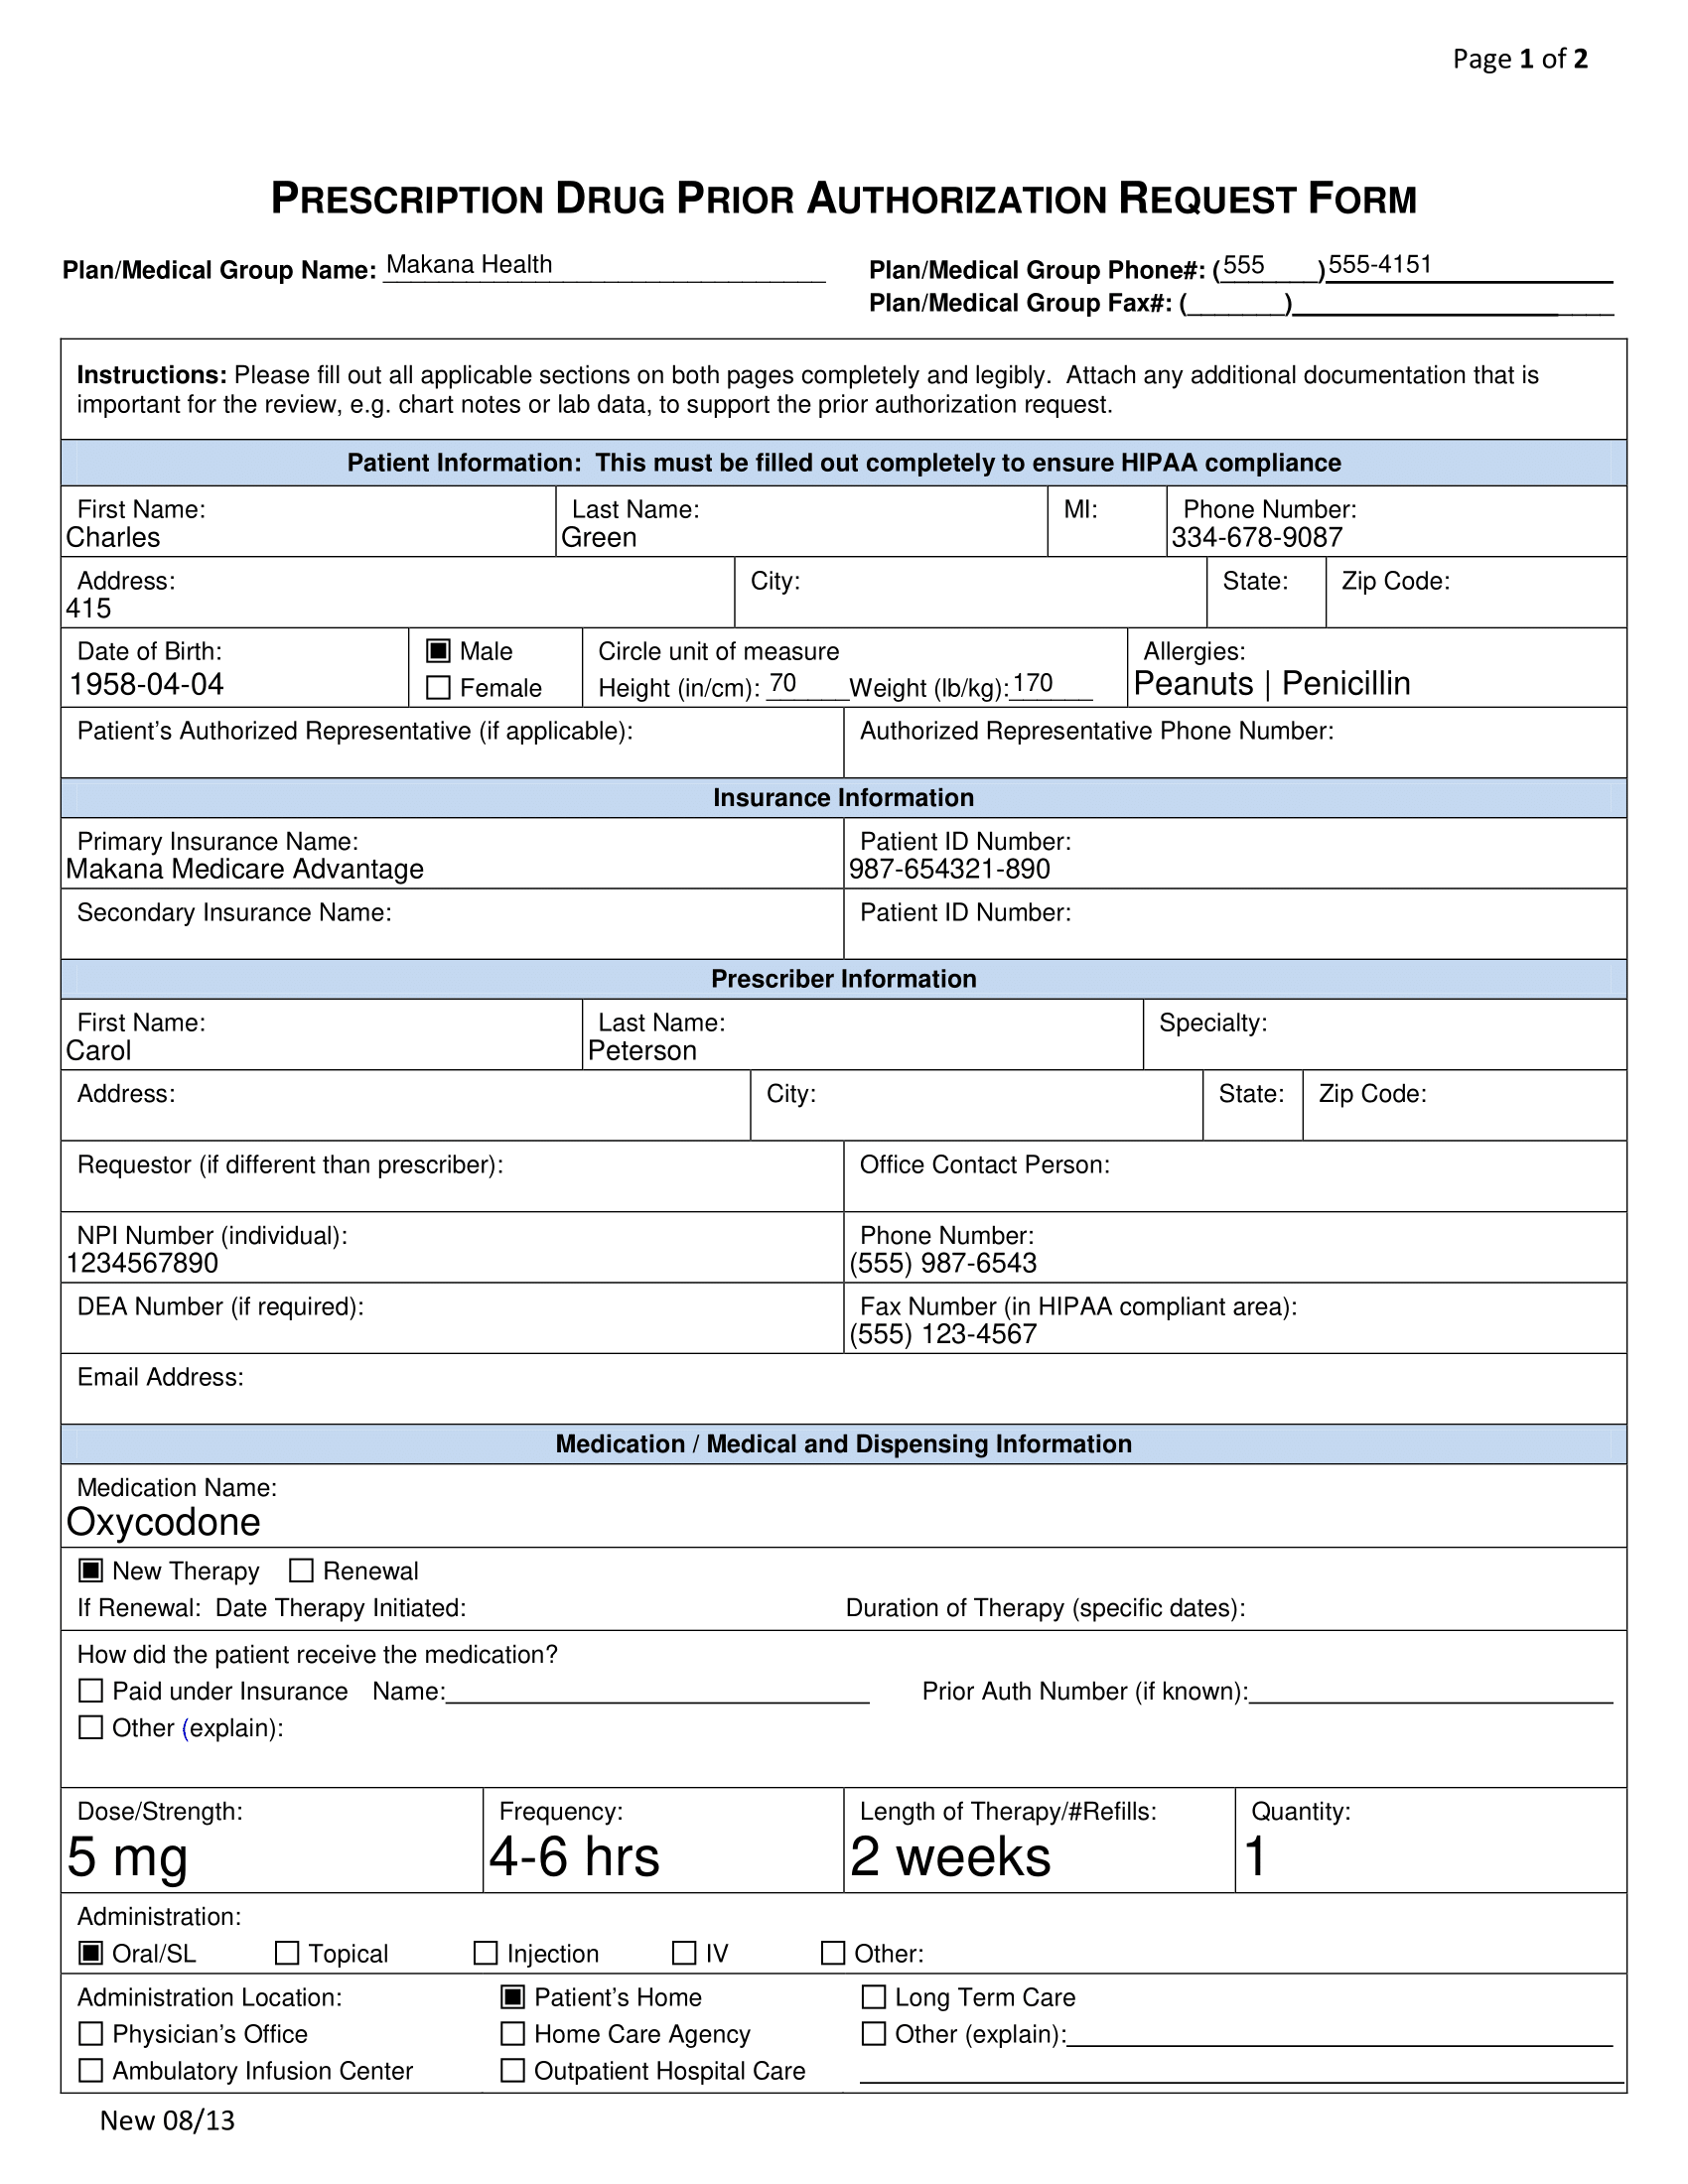 Page 1 of 2
PRESCRIPTION DRUG PRIOR AUTHORIZATION REQUEST FORM
Plan/Medical Group Name: Makana Health Plan/Medical Group Phone#: (555) 555-4151
Plan/Medical Group Fax#: (_______)____________________
Instructions: Please fill out all applicable sections on both pages completely and legibly. Attach any additional documentation that is
important for the review, e.g. chart notes or lab data, to support the prior authorization request.
Patient Information: This must be filled out completely to ensure HIPAA compliance
First Name: Last Name: MI: Phone Number:
Charles Green 334-678-9087
Address: City: State: Zip Code:
415
Date of Birth: Male Circle unit of measure Allergies:
1958-04-04 Female Height (in/cm): 70 Weight (lb/kg): 170 Peanuts | Penicillin
Patient’s Authorized Representative (if applicable): Authorized Representative Phone Number:
Insurance Information
Primary Insurance Name: Patient ID Number:
Makana Medicare Advantage 987-654321-890
Secondary Insurance Name: Patient ID Number:
Prescriber Information
First Name: Last Name: Specialty:
Carol Peterson
Address: City: State: Zip Code:
Requestor (if different than prescriber): Office Contact Person:
NPI Number (individual): Phone Number:
1234567890 (555) 987-6543
DEA Number (if required): Fax Number (in HIPAA compliant area):
(555) 123-4567
Email Address:
Medication / Medical and Dispensing Information
Medication Name:
Oxycodone
New Therapy Renewal
If Renewal: Date Therapy Initiated: Duration of Therapy (specific dates):
How did the patient receive the medication?
Paid under Insurance Name: Prior Auth Number (if known):
Other (explain):
Dose/Strength: Frequency: Length of Therapy/#Refills: Quantity:
5 mg 4-6 hrs 2 weeks 1
Administration:
Oral/SL Topical Injection IV Other:
Administration Location: Patient’s Home Long Term Care
Physician’s Office Home Care Agency Other (explain):
Ambulatory Infusion Center Outpatient Hospital Care
New 08/13